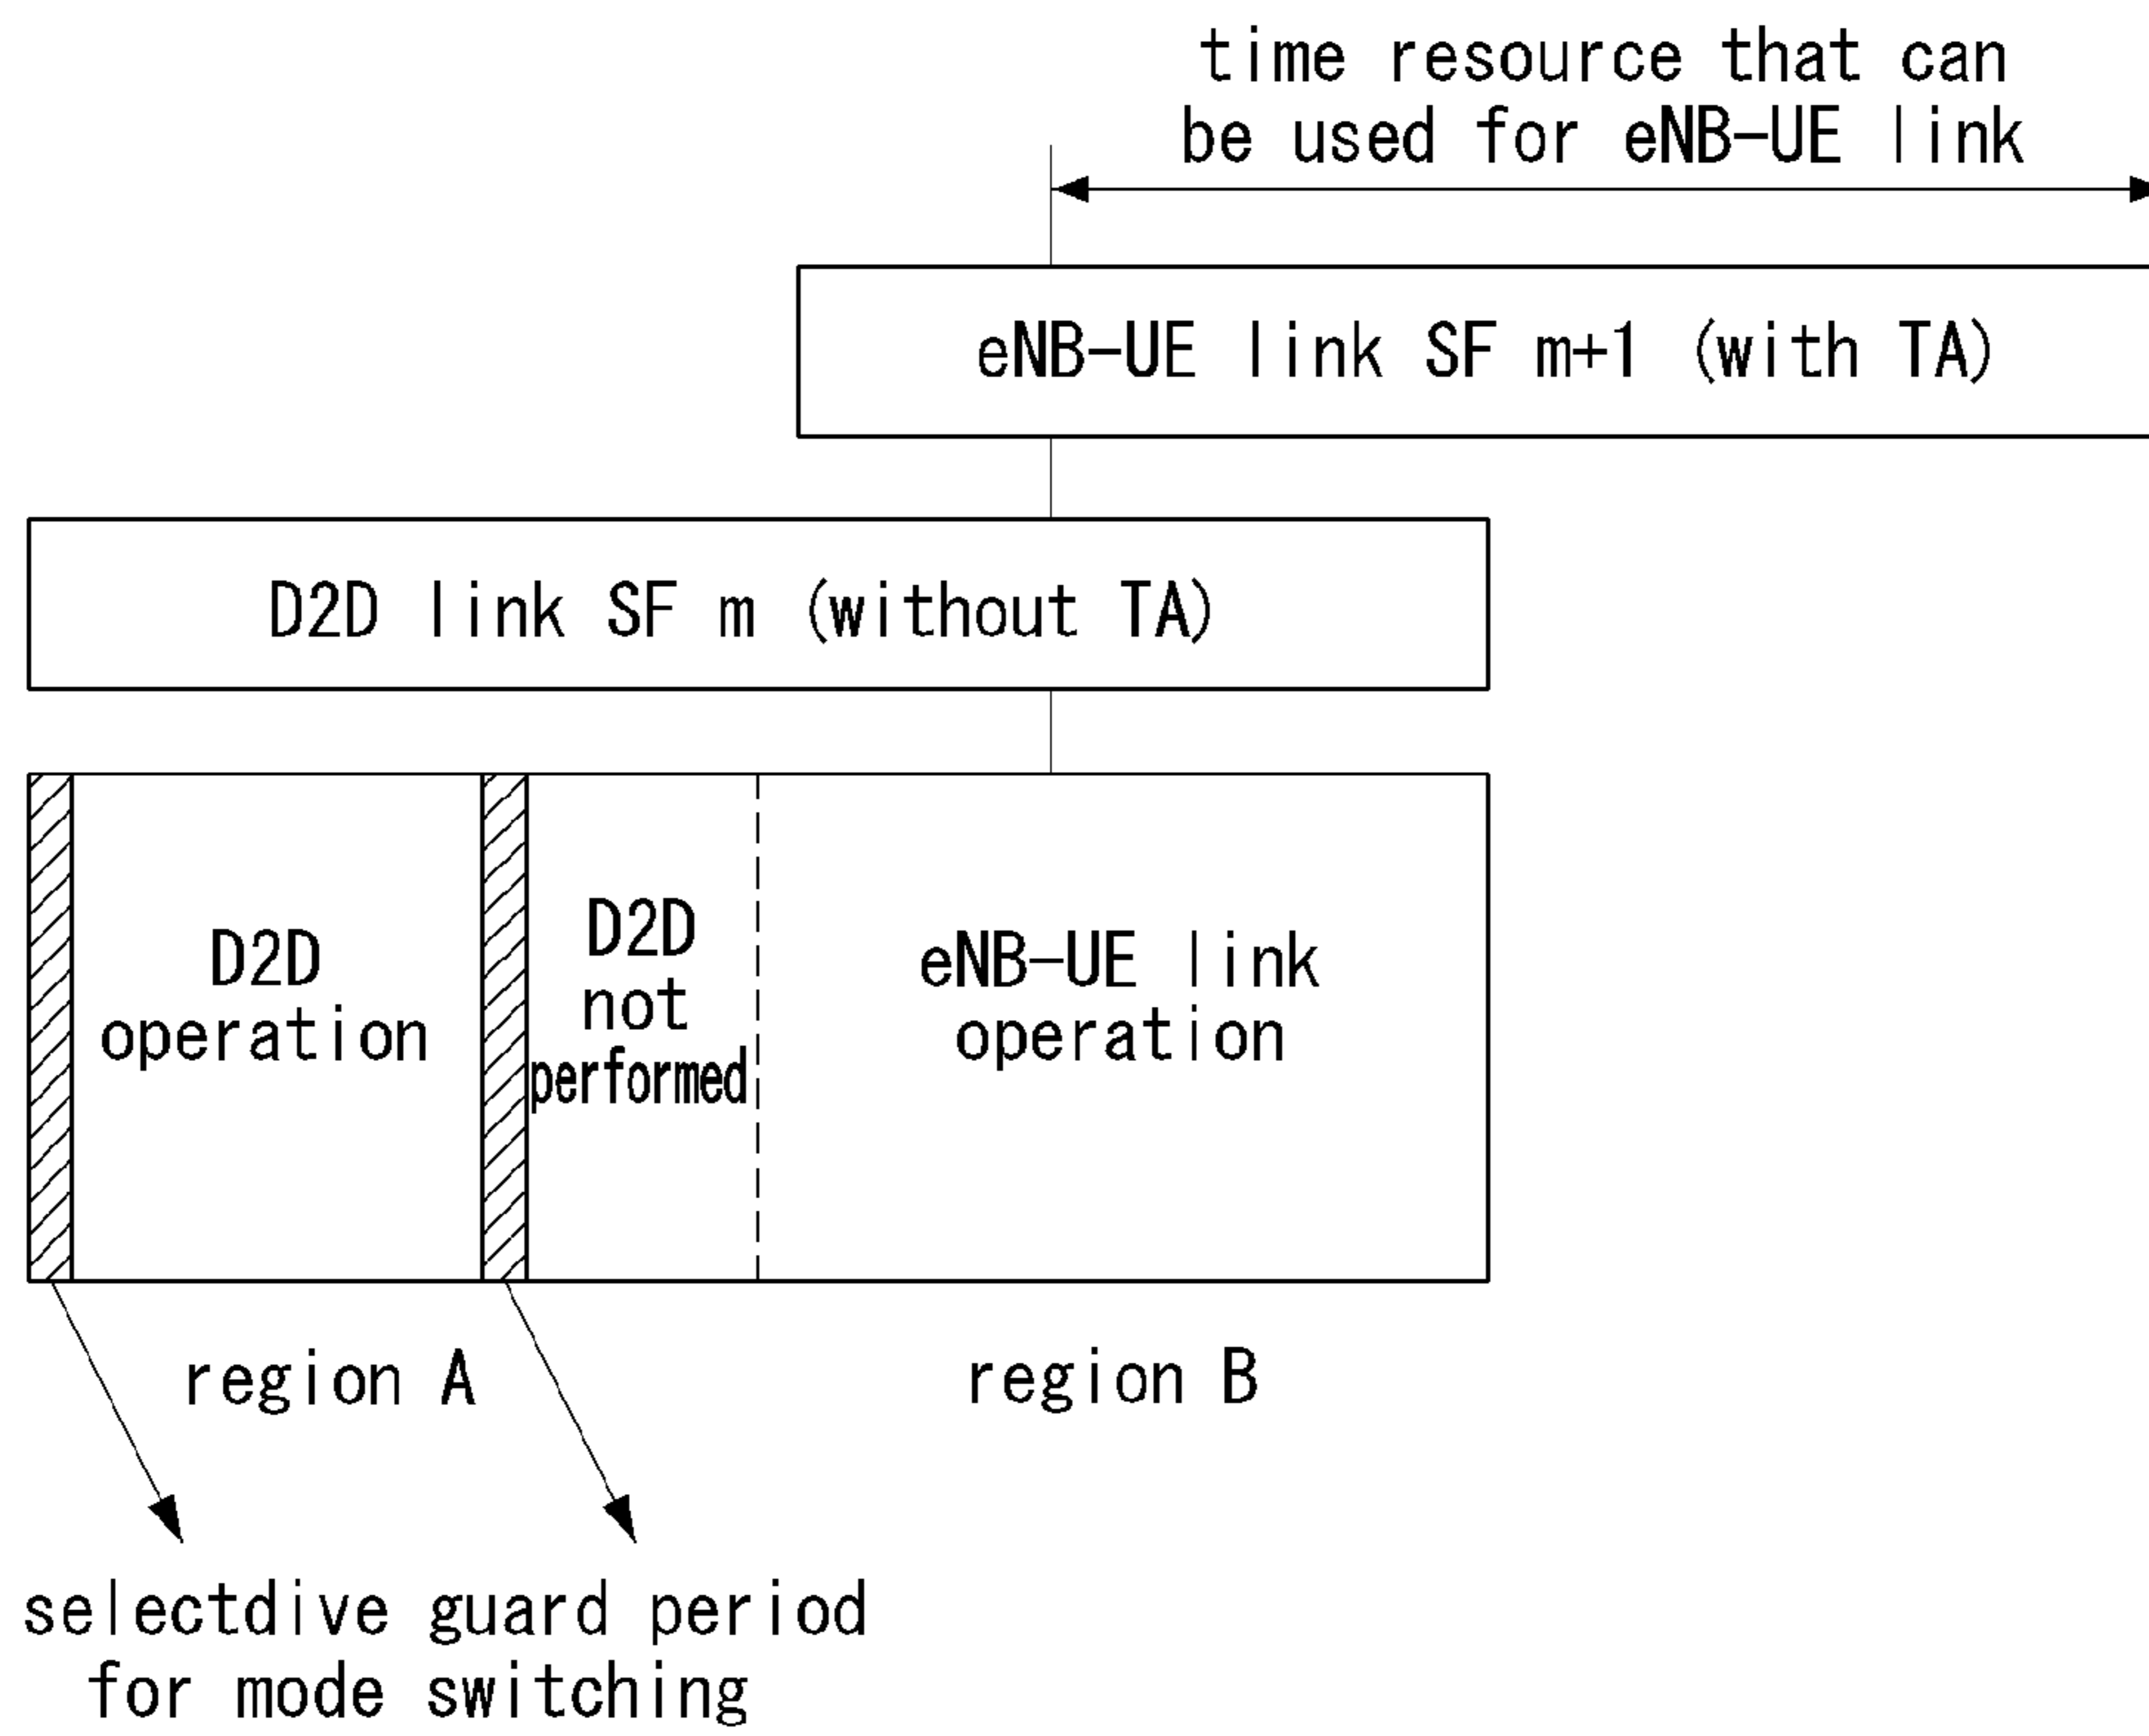 time resource that can
be used for eNB-UE link
eNB-UE link SF m+1 (with TA)
D2D link SF m (without TA)
D2D
operation
D2D
not
performed
eNB-UE link
operation
region A
region B
selectdive guard period
for mode switching